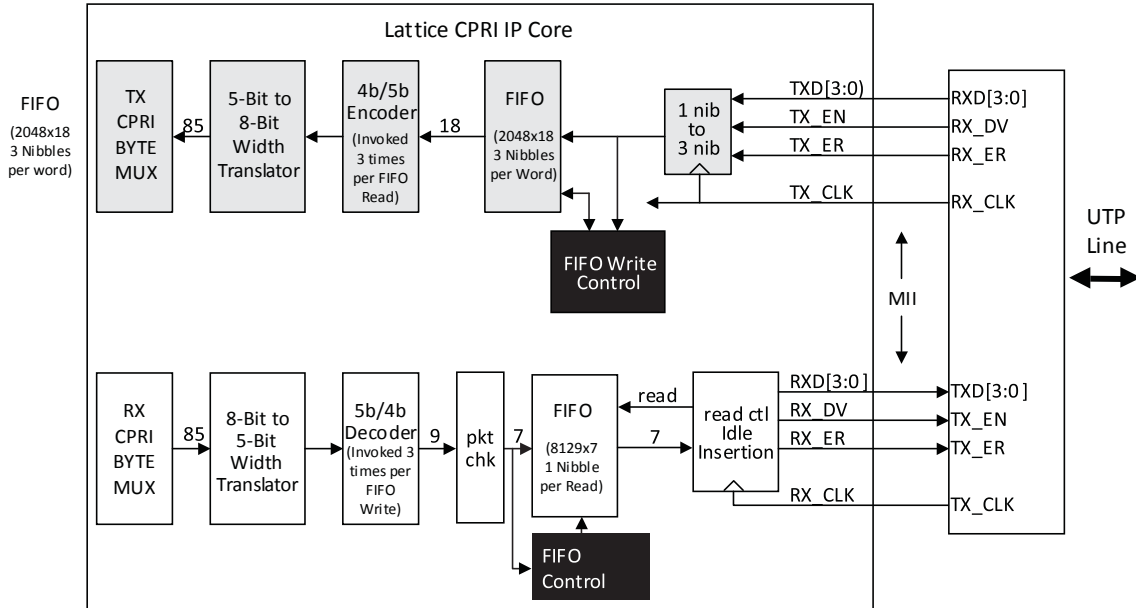 Lattice CPRI IP Core
FIFO
(2048x18
3 Nibbles
per word)
TX
CPRI
BYTE
MUX
85
5-Bit to
8-Bit
Width
Translator
4b/5b
Encoder
(Invoked
3 times
per FIFO
Read)
18
FIFO
(2048x18
3 Nibbles
per Word)
1 nib
to
3 nib
TXD[3:0)
TX_EN
TX_ER
TX_CLK
RXD[3:0]
RX_DV
RX_ER
RX_CLK
FIFO Write
Control
MII
UTP
Line
RX
CPRI
BYTE
MUX
85
8-Bit to
5-Bit
Width
Translator
5b/4b
Decoder
(Invoked 3
times per
FIFO
Write)
9
pkt
chk
7
FIFO
(8129x7
1 Nibble
per Read)
read
7
read ctl
Idle
Insertion
RXD[3:0]
RX_DV
RX_ER
RX_CLK
TXD[3:0]
TX_EN
TX_ER
TX_CLK
FIFO
Control